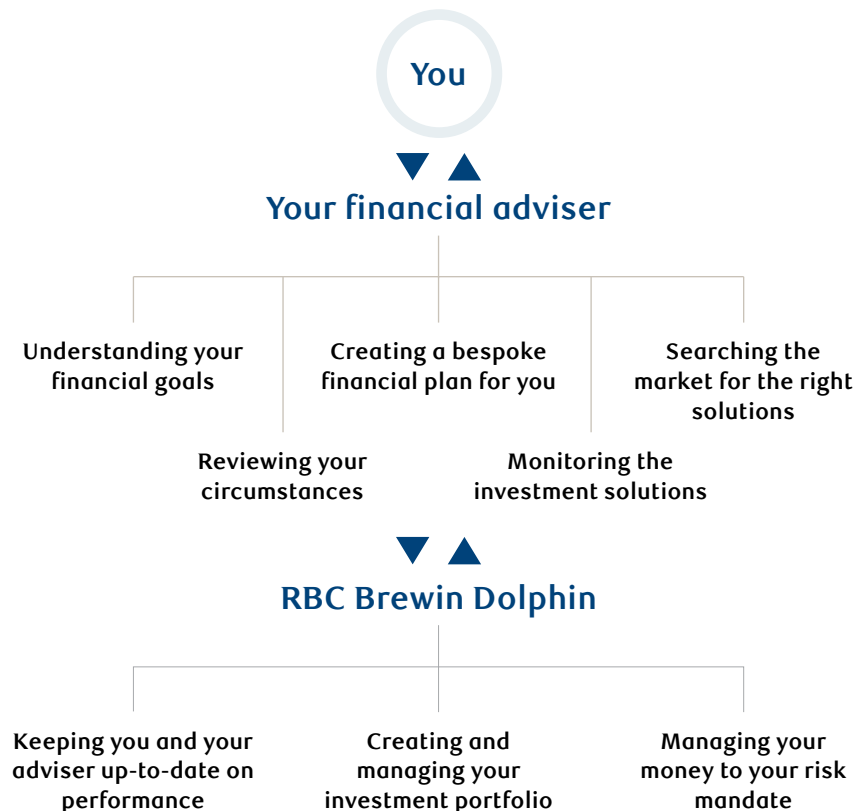 You
Your financial adviser
Understanding your
financial goals
Creating a bespoke
financial plan for you
Searching the
market for the right
solutions
Reviewing your
circumstances
Monitoring the
investment solutions
RBC Brewin Dolphin
Keeping you and your
adviser up-to-date on
performance
Creating and
managing your
investment portfolio
Managing your
money to your risk
mandate